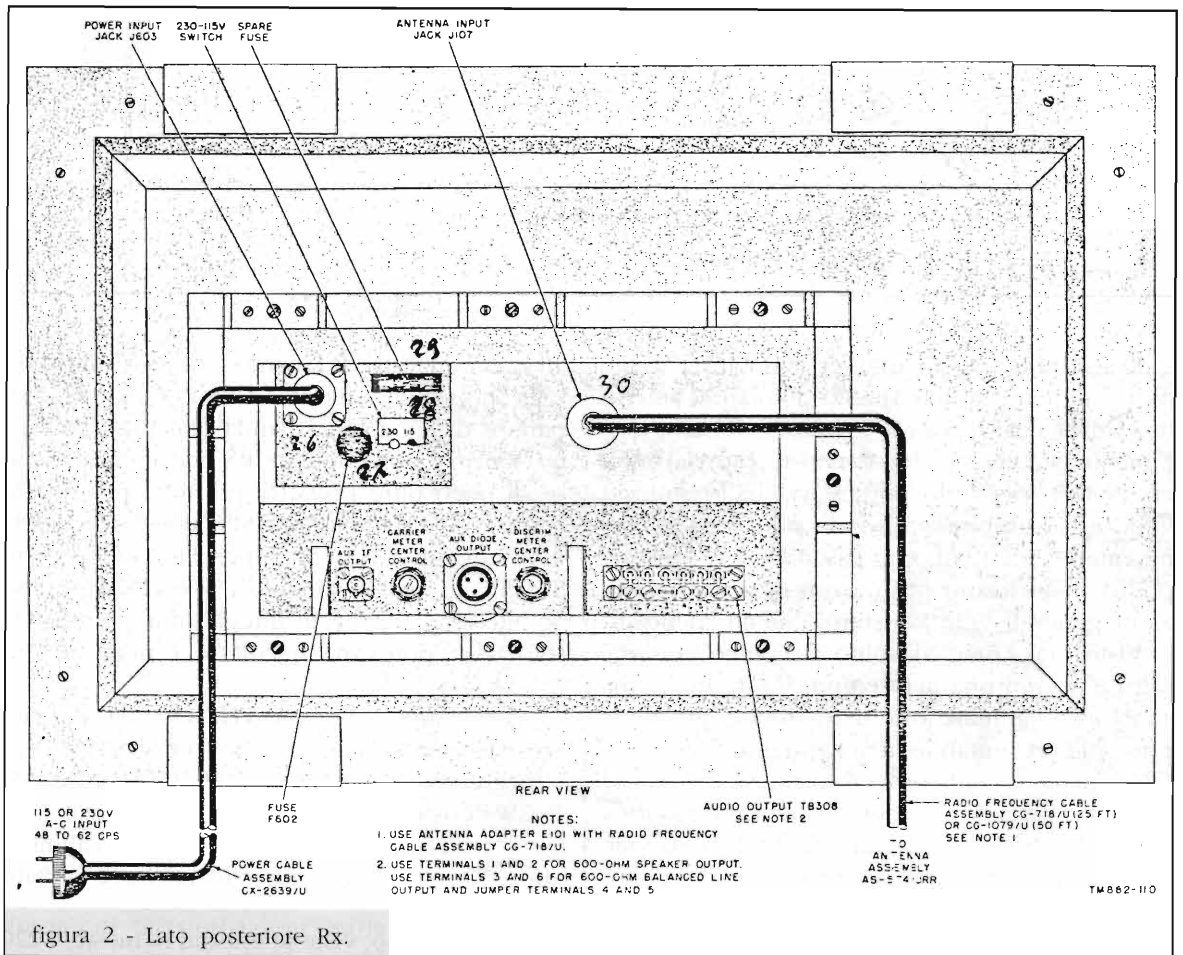 POWER INPUT
JACK J603
230-115V
SWITCH
SPARE
FUSE
ANTENNA INPUT
JACK J107
29
28
230 115
26
27
30
AUX IF
OUTPUT
CARRIER
METER
CENTER
CONTROL
AUX DIODE
OUTPUT
DISCRIM
METER
CENTER
CONTROL
REAR VIEW
FUSE
F602
AUDIO OUTPUT TB308
SEE NOTE 2
115 OR 230V
A-C INPUT
48 TO 62 CPS
POWER CABLE
ASSEMBLY
CX-2639/U
NOTES:
1. USE ANTENNA ADAPTER E101 WITH RADIO FREQUENCY
CABLE ASSEMBLY CG-718/U.
2. USE TERMINALS 1 AND 2 FOR 600-OHM SPEAKER OUTPUT.
USE TERMINALS 3 AND 6 FOR 600-OHM BALANCED LINE
OUTPUT AND JUMPER TERMINALS 4 AND 5
RADIO FREQUENCY CABLE
ASSEMBLY CG-718/U (25 FT)
OR CG-1079/U (50 FT)
SEE NOTE 1
TO
ANTENNA
ASSEMBLY
TM882-110
figura 2 - Lato posteriore Rx.